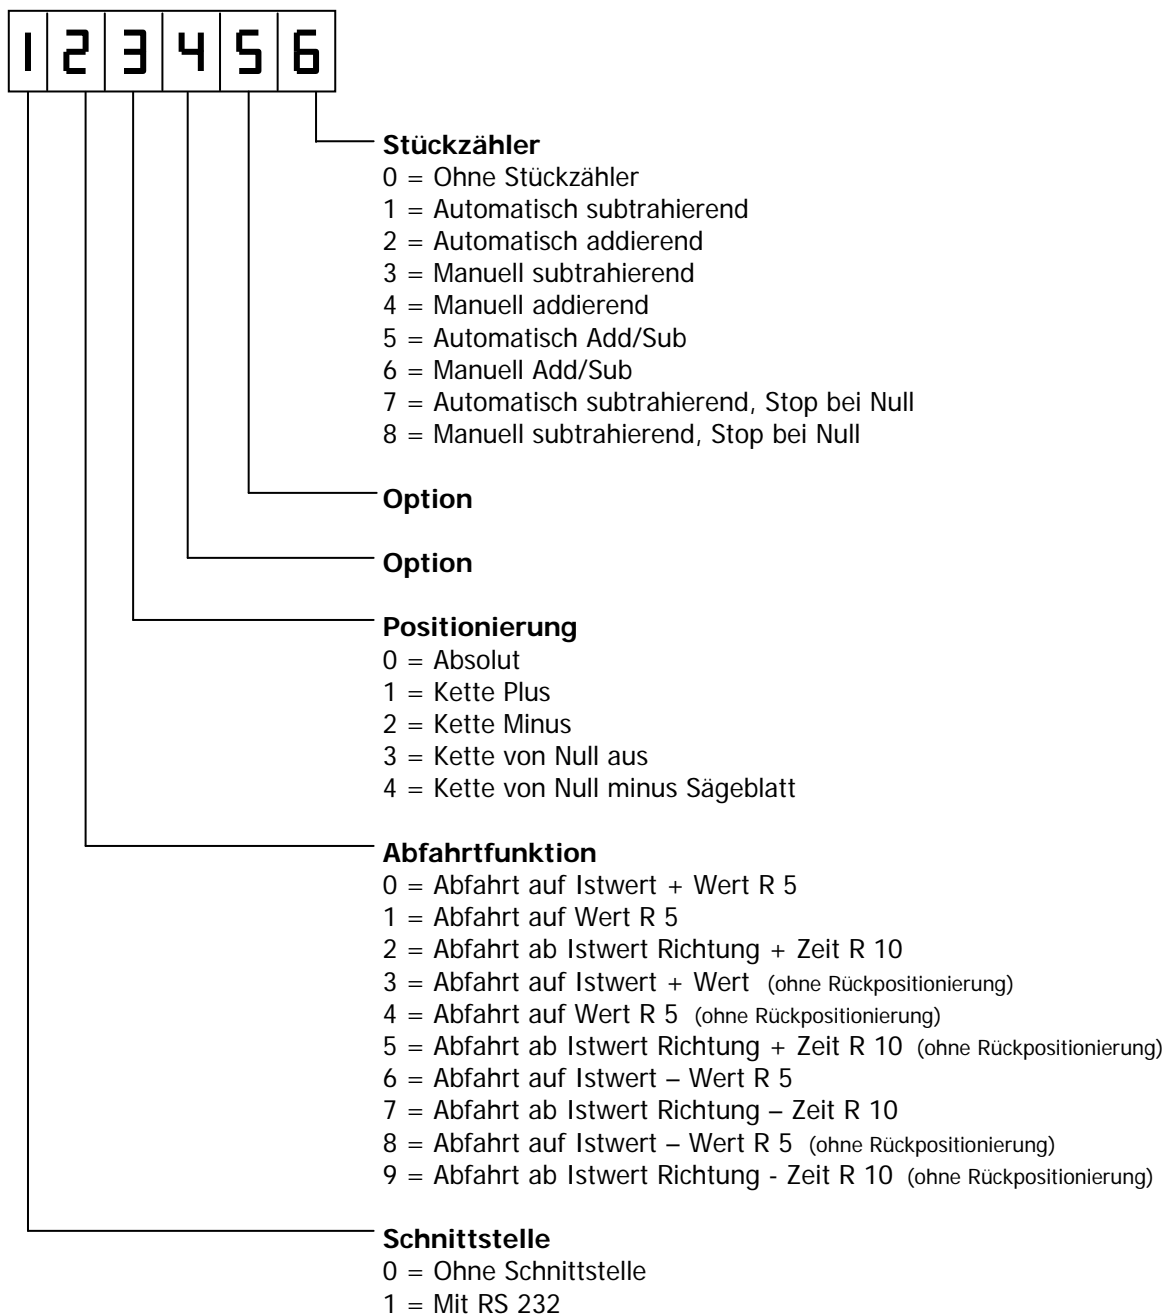 1 2 3 4 5 6
Stückzähler
0 = Ohne Stückzähler
1 = Automatisch subtrahierend
2 = Automatisch addierend
3 = Manuell subtrahierend
4 = Manuell addierend
5 = Automatisch Add/Sub
6 = Manuell Add/Sub
7 = Automatisch subtrahierend, Stop bei Null
8 = Manuell subtrahierend, Stop bei Null
Option
Option
Positionierung
0 = Absolut
1 = Kette Plus
2 = Kette Minus
3 = Kette von Null aus
4 = Kette von Null minus Sägeblatt
Abfahrtfunktion
0 = Abfahrt auf Istwert + Wert R 5
1 = Abfahrt auf Wert R 5
2 = Abfahrt ab Istwert Richtung + Zeit R 10
3 = Abfahrt auf Istwert + Wert (ohne Rückpositionierung)
4 = Abfahrt auf Wert R 5 (ohne Rückpositionierung)
5 = Abfahrt ab Istwert Richtung + Zeit R 10 (ohne Rückpositionierung)
6 = Abfahrt auf Istwert – Wert R 5
7 = Abfahrt ab Istwert Richtung – Zeit R 10
8 = Abfahrt auf Istwert – Wert R 5 (ohne Rückpositionierung)
9 = Abfahrt ab Istwert Richtung - Zeit R 10 (ohne Rückpositionierung)
Schnittstelle
0 = Ohne Schnittstelle
1 = Mit RS 232